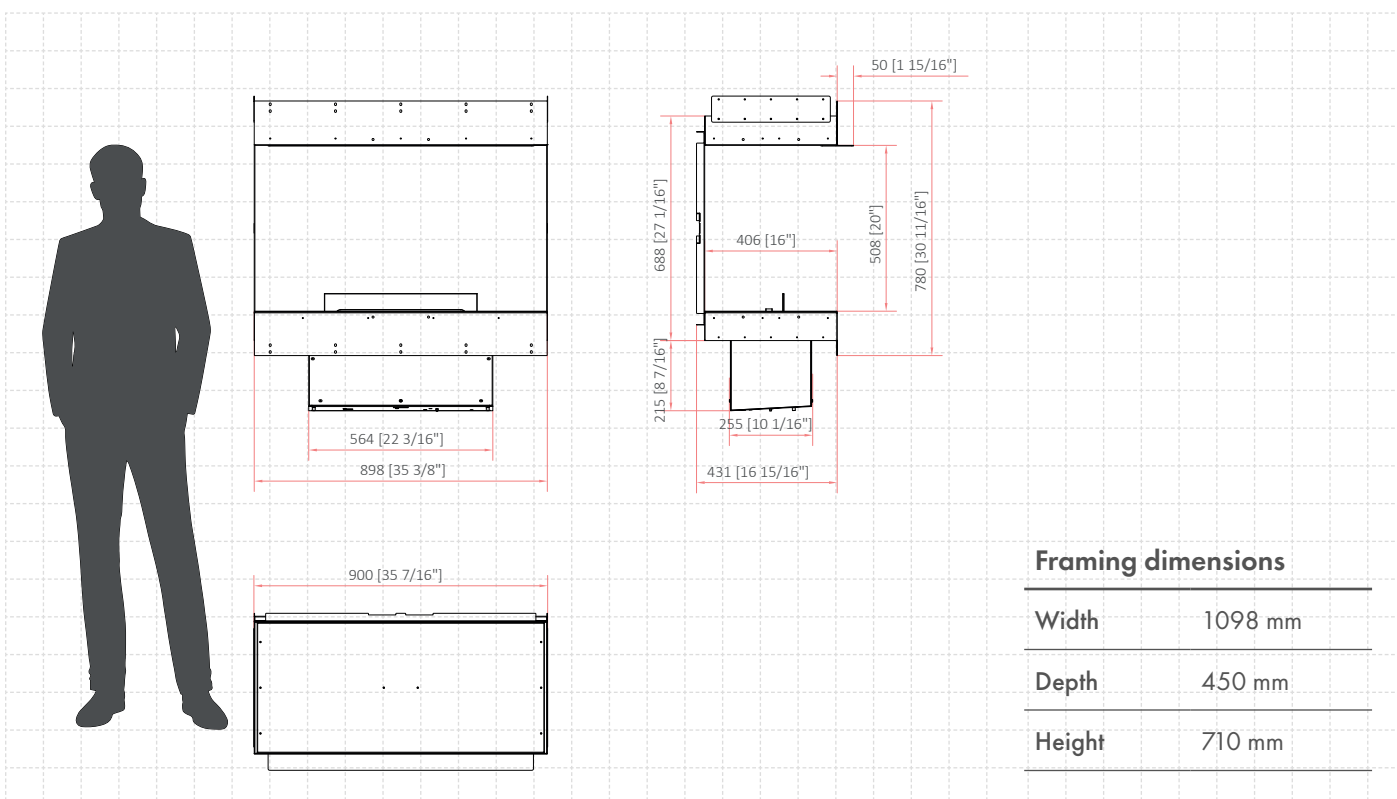 50 [1 15/16"]
688 [27 1/16"]
406 [16"]
508 [20"]
780 [30 11/16"]
215 [8 7/16"]
255 [10 1/16"]
564 [22 3/16"]
898 [35 3/8"]
431 [16 15/16"]
900 [35 7/16"]
Framing dimensions
Width 1098 mm
Depth 450 mm
Height 710 mm